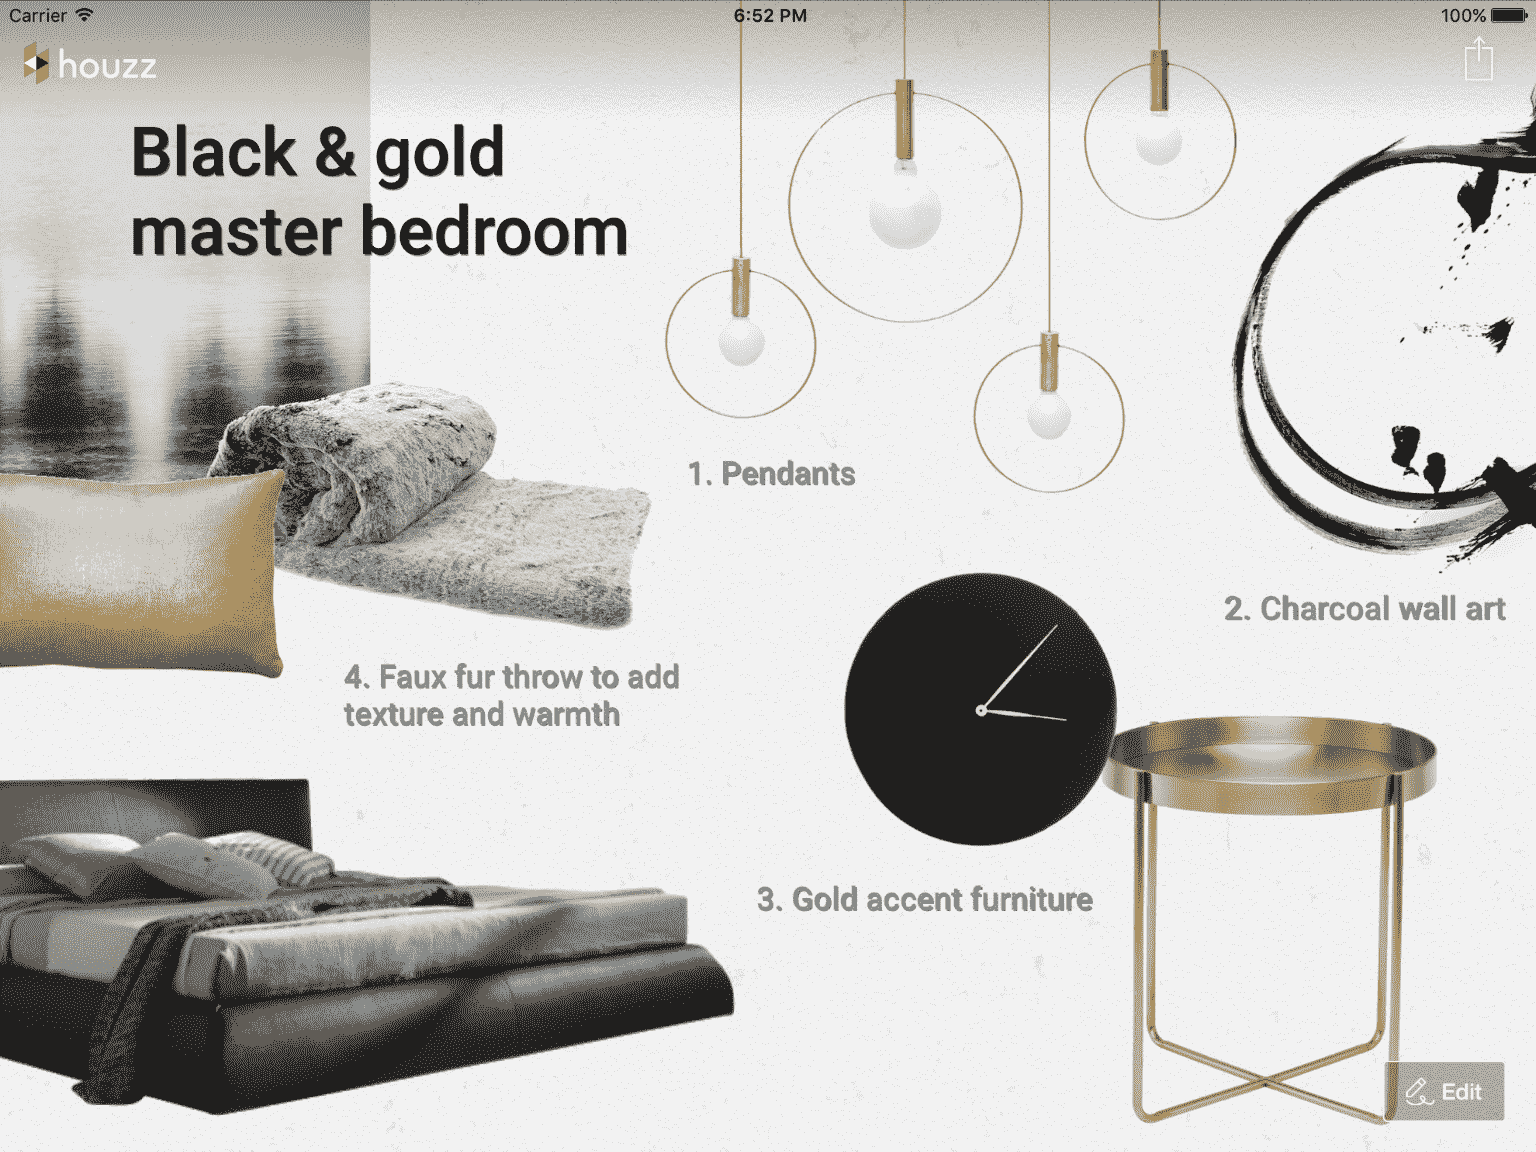 Carrier 6:52 PM 100%
houzz
Black & gold
master bedroom
1. Pendants
2. Charcoal wall art
4. Faux fur throw to add
texture and warmth
3. Gold accent furniture
Edit